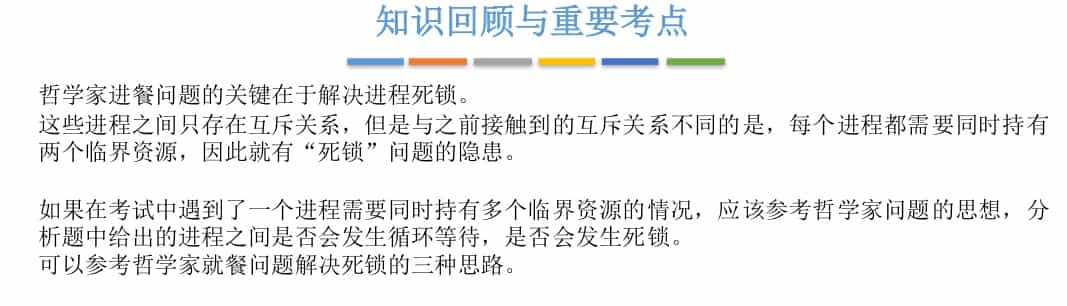 知识回顾与重要考点
哲学家进餐问题的关键在于解决进程死锁。
这些进程之间只存在互斥关系，但是与之前接触到的互斥关系不同的是，每个进程都需要同时持有
两个临界资源，因此就有“死锁”问题的隐患。
如果在考试中遇到了一个进程需要同时持有多个临界资源的情况，应该参考哲学家问题的思想，分
析题中给出的进程之间是否会发生循环等待，是否会发生死锁。
可以参考哲学家就餐问题解决死锁的三种思路。